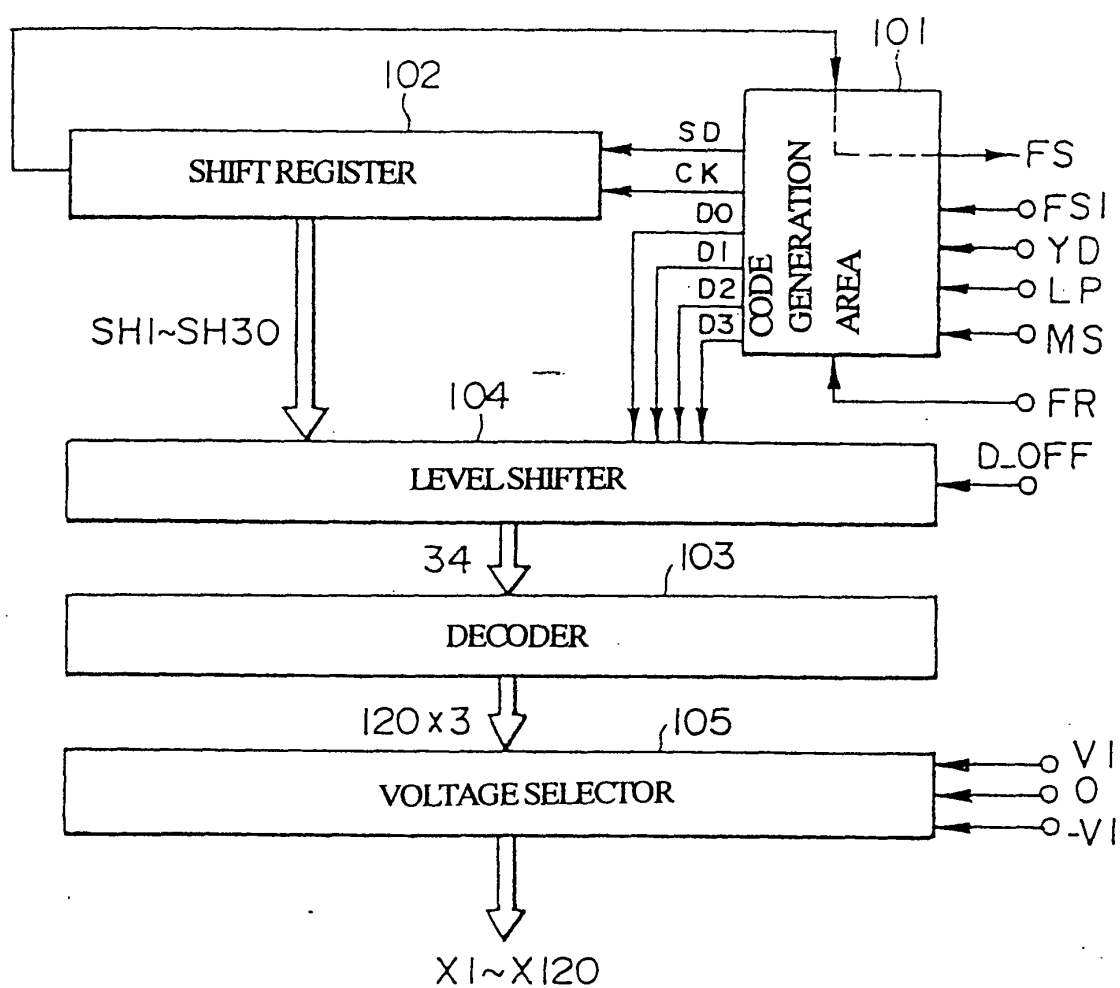 101
102
SD
SHIFT REGISTER
CK
D0
D1
D2
D3
CODE
GENERATION
AREA
FS
FSI
YD
LP
MS
FR
SH1~SH30
104
D_OFF
LEVEL SHIFTER
34
103
DECODER
120x3
105
VOLTAGE SELECTOR
V1
0
-V1
X1~X120